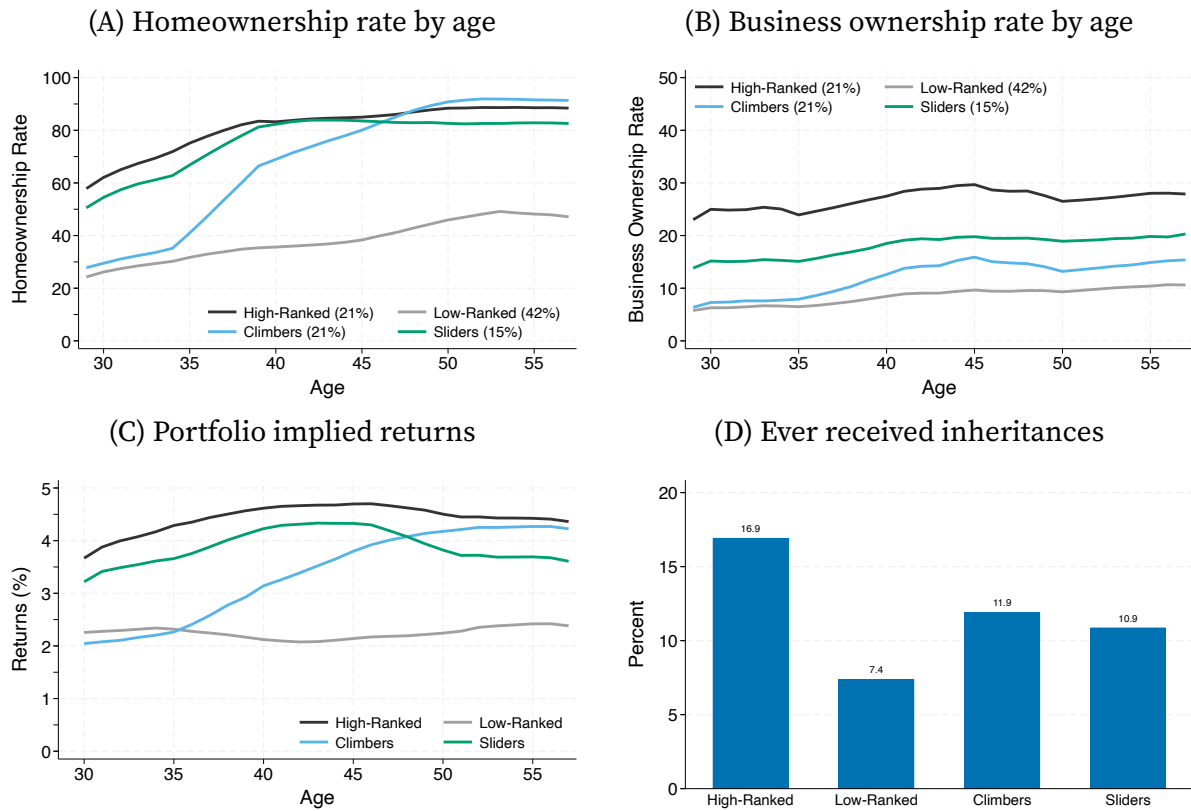 (A) Homeownership rate by age
100
80
60
40
20
0
Homeownership Rate
High-Ranked (21%)
Low-Ranked (42%)
Climbers (21%)
Sliders (15%)
30 35 40 45 50 55
Age
(B) Business ownership rate by age
50
40
30
20
10
0
Business Ownership Rate
High-Ranked (21%)
Low-Ranked (42%)
Climbers (21%)
Sliders (15%)
30 35 40 45 50 55
Age
(C) Portfolio implied returns
5
4
3
2
1
0
Returns (%)
High-Ranked
Low-Ranked
Climbers
Sliders
30 35 40 45 50 55
Age
(D) Ever received inheritances
20
15
10
5
0
Percent
16.9
7.4
11.9
10.9
High-Ranked Low-Ranked Climbers Sliders